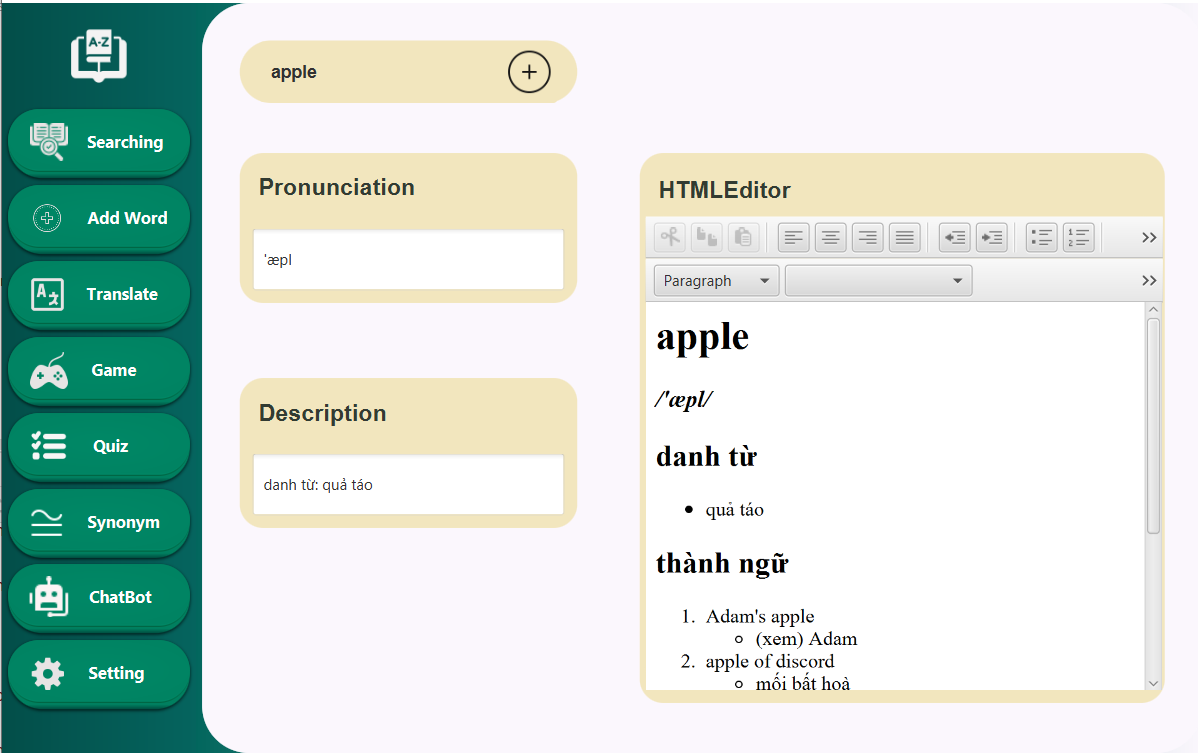 A-Z
Searching
Add Word
Translate
Game
Quiz
Synonym
ChatBot
Setting
apple
Pronunciation
'æpl
Description
danh từ: quả táo
HTMLEditor
Paragraph
apple
/'æpl/
danh từ
• quả táo
thành ngữ
1. Adam's apple
○ (xem) Adam
2. apple of discord
○ mối bất hoà